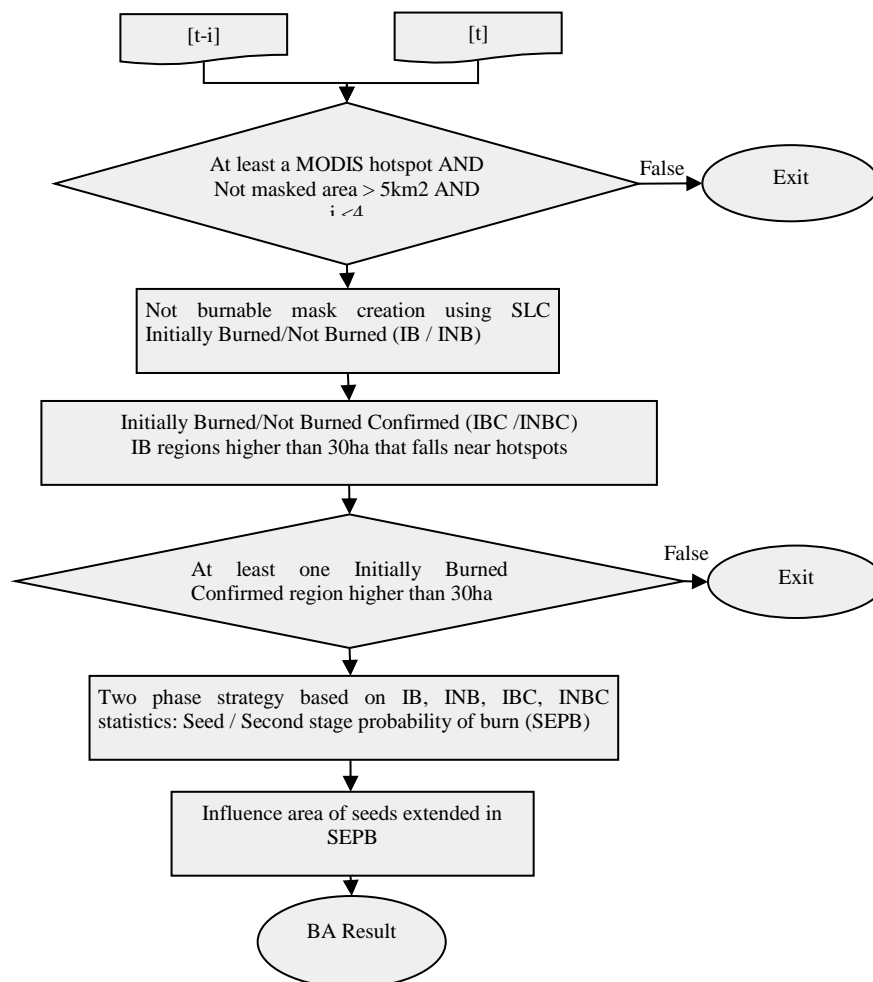 [t-i]
[t]
At least a MODIS hotspot AND
Not masked area > 5km2 AND
i <4
False
Exit
Not burnable mask creation using SLC
Initially Burned/Not Burned (IB / INB)
Initially Burned/Not Burned Confirmed (IBC /INBC)
IB regions higher than 30ha that falls near hotspots
At least one Initially Burned
Confirmed region higher than 30ha
False
Exit
Two phase strategy based on IB, INB, IBC, INBC
statistics: Seed / Second stage probability of burn (SEPB)
Influence area of seeds extended in
SEPB
BA Result